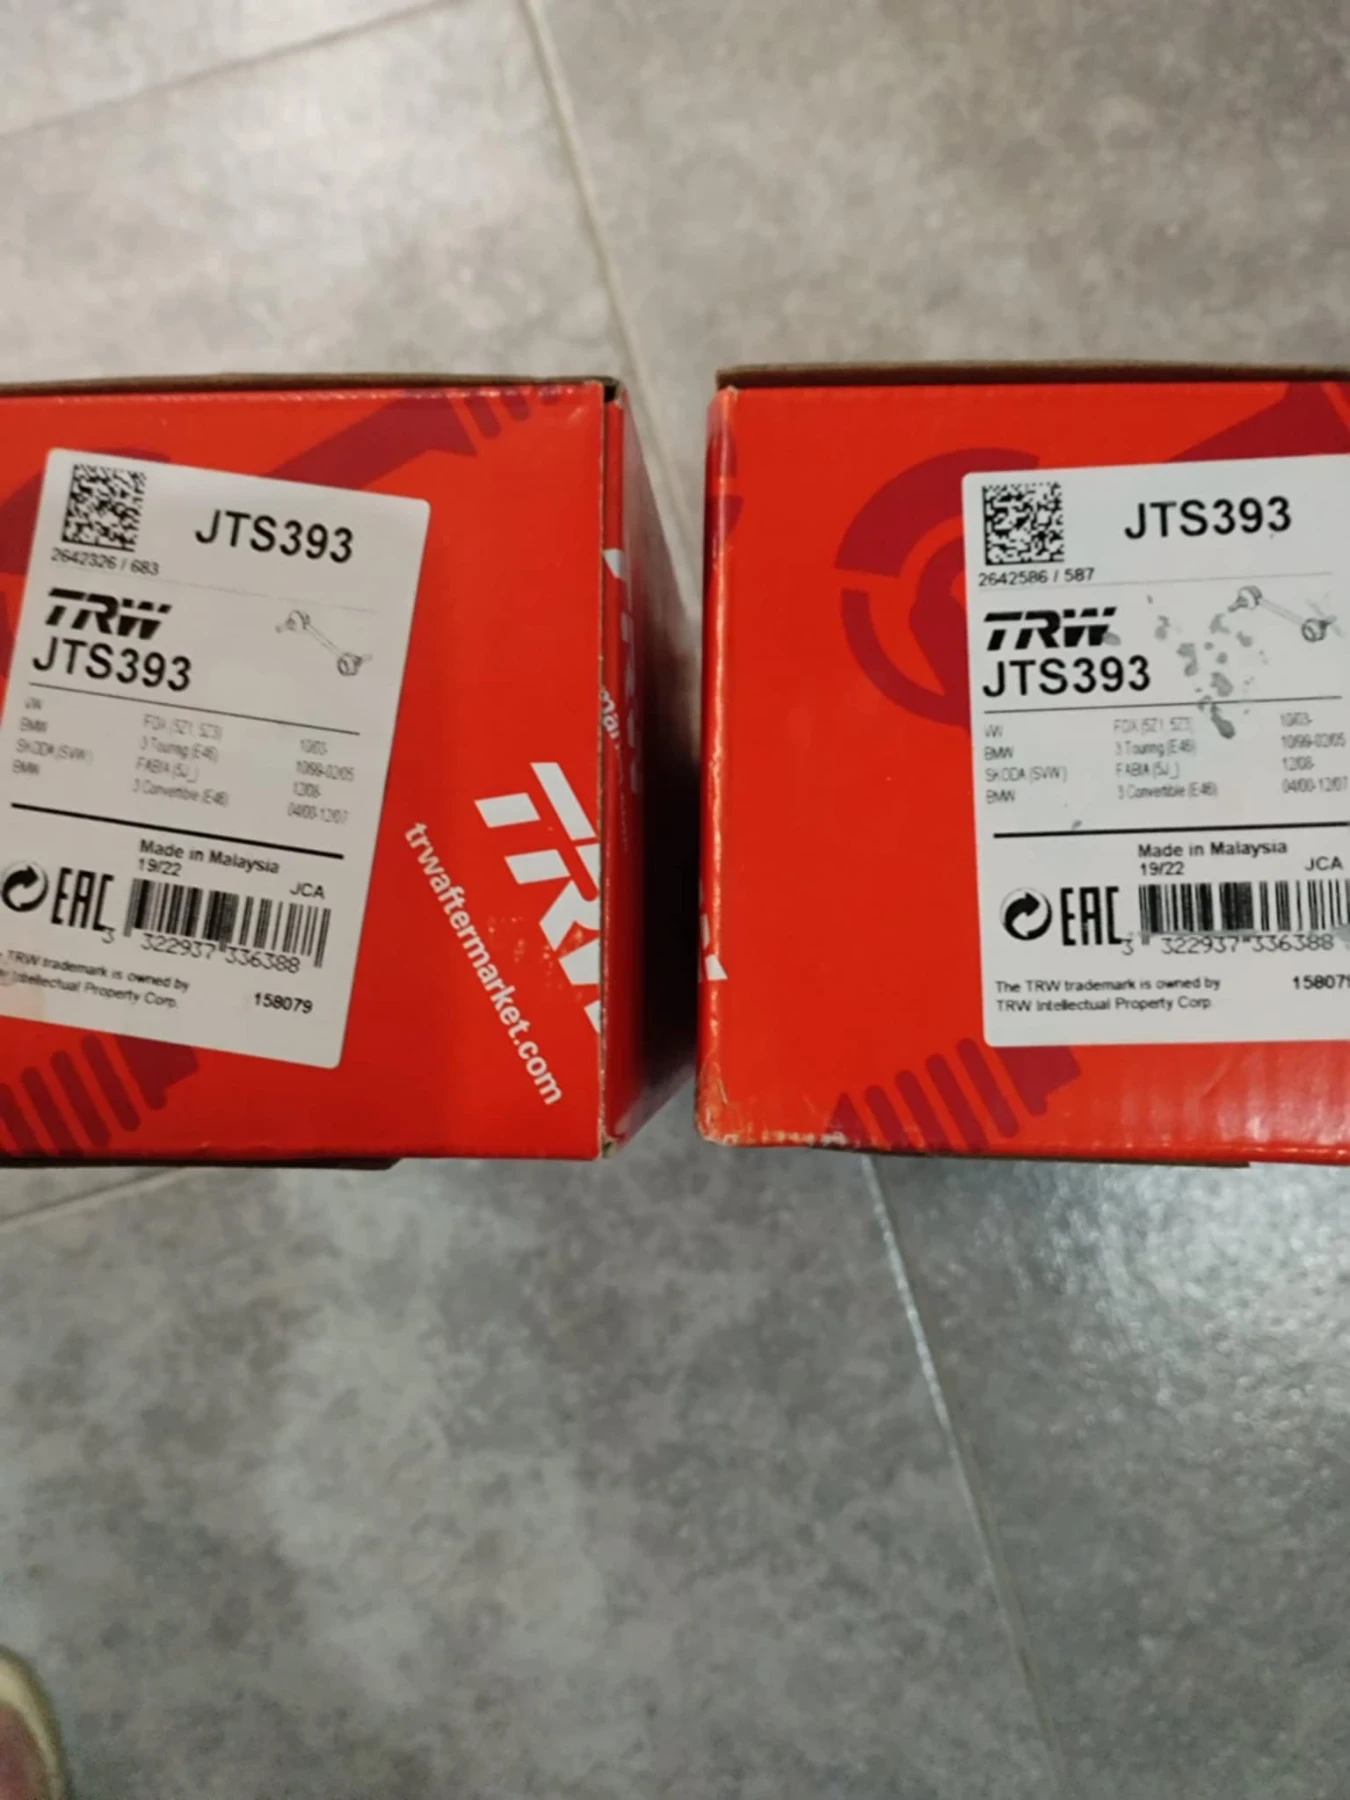 JTS393
2642326 / 683
TRW
JTS393
VW FOX (5Z1, 5Z3) 10/03-
BMW 3 Touring (E46) 10/99-02/05
SKODA (SVW) FABIA (5J_) 12/08-
BMW 3 Convertible (E46) 04/00-12/07
Made in Malaysia
19/22 JCA
EAC
3 322937 336388
TRW trademark is owned by
Intellectual Property Corp.
158079
TRW
trwaftermarket.com
JTS393
2642586 / 587
TRW
JTS393
VW FOX (5Z1, 5Z3) 10/03-
BMW 3 Touring (E46) 10/99-02/05
SKODA (SVW) FABIA (5J_) 12/08-
BMW 3 Convertible (E46) 04/00-12/07
Made in Malaysia
19/22 JCA
EAC
3 322937 336388
The TRW trademark is owned by
TRW Intellectual Property Corp.
158079